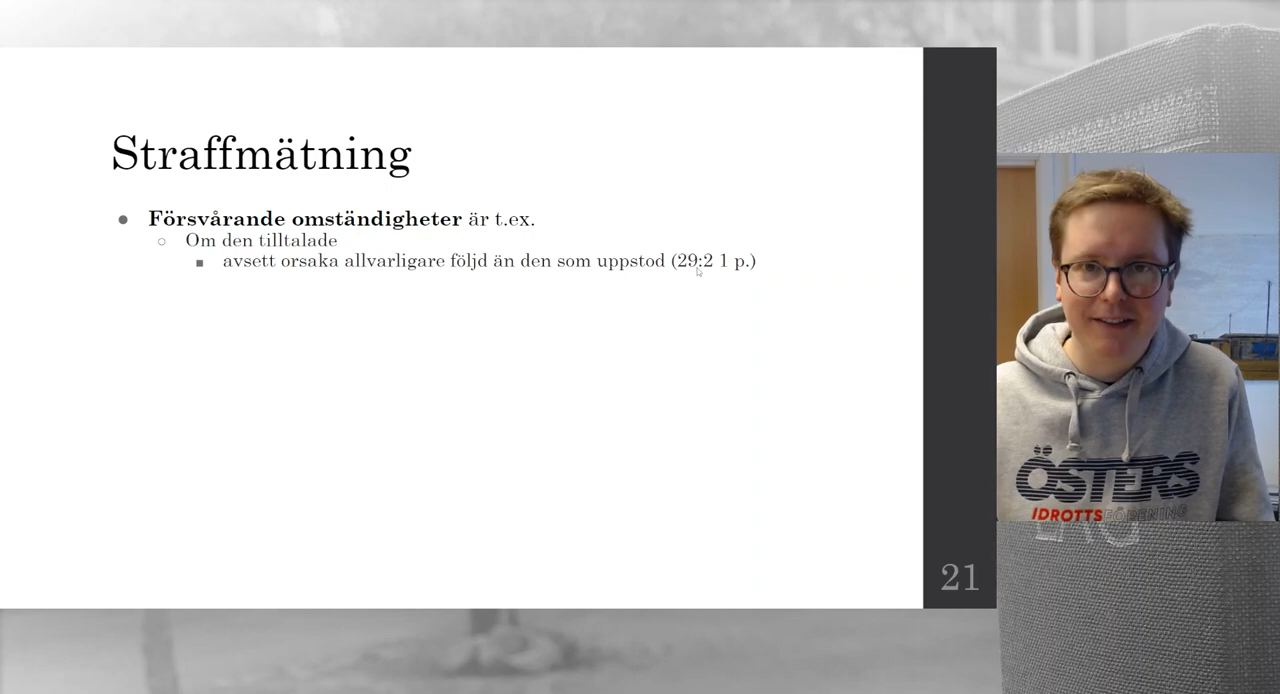 Straffmätning
Försvårande omständigheter är t.ex.
Om den tilltalade
avsett orsaka allvarligare följd än den som uppstod (29:2 1 p.)
21
ÖSTERS
IDROTTSFÖRENING